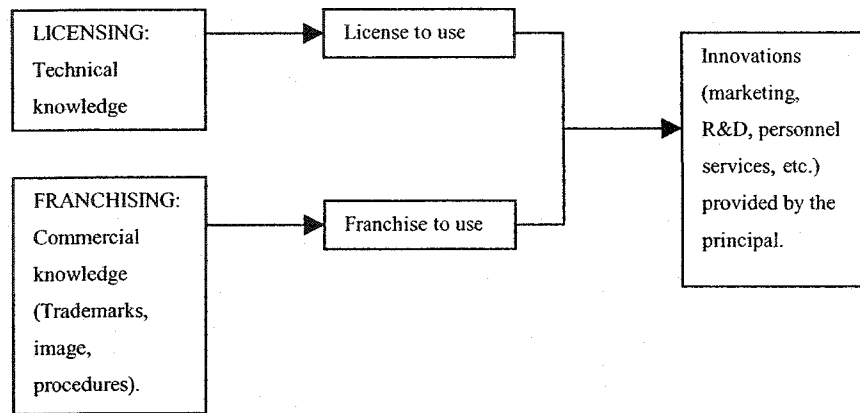 LICENSING:
Technical
knowledge
License to use
Innovations
(marketing,
R&D, personnel
services, etc.)
provided by the
principal.
FRANCHISING:
Commercial
knowledge
(Trademarks,
image,
procedures).
Franchise to use